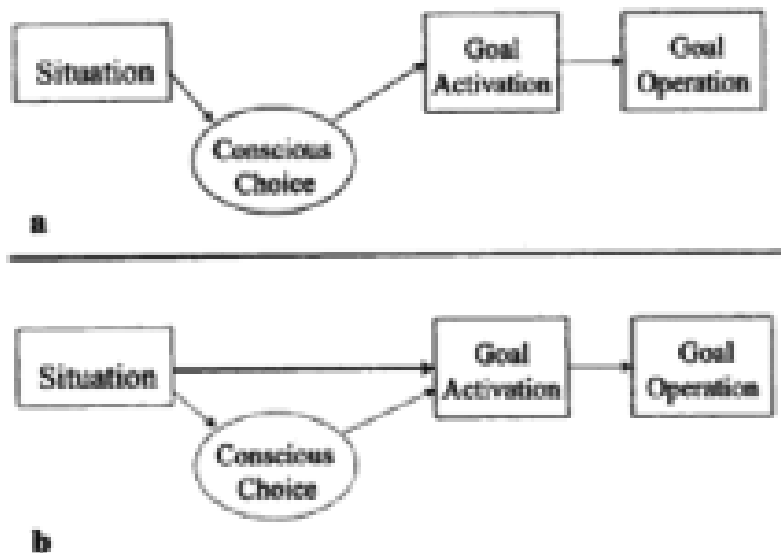 Situation
Conscious
Choice
Goal
Activation
Goal
Operation
a
Situation
Conscious
Choice
Goal
Activation
Goal
Operation
b